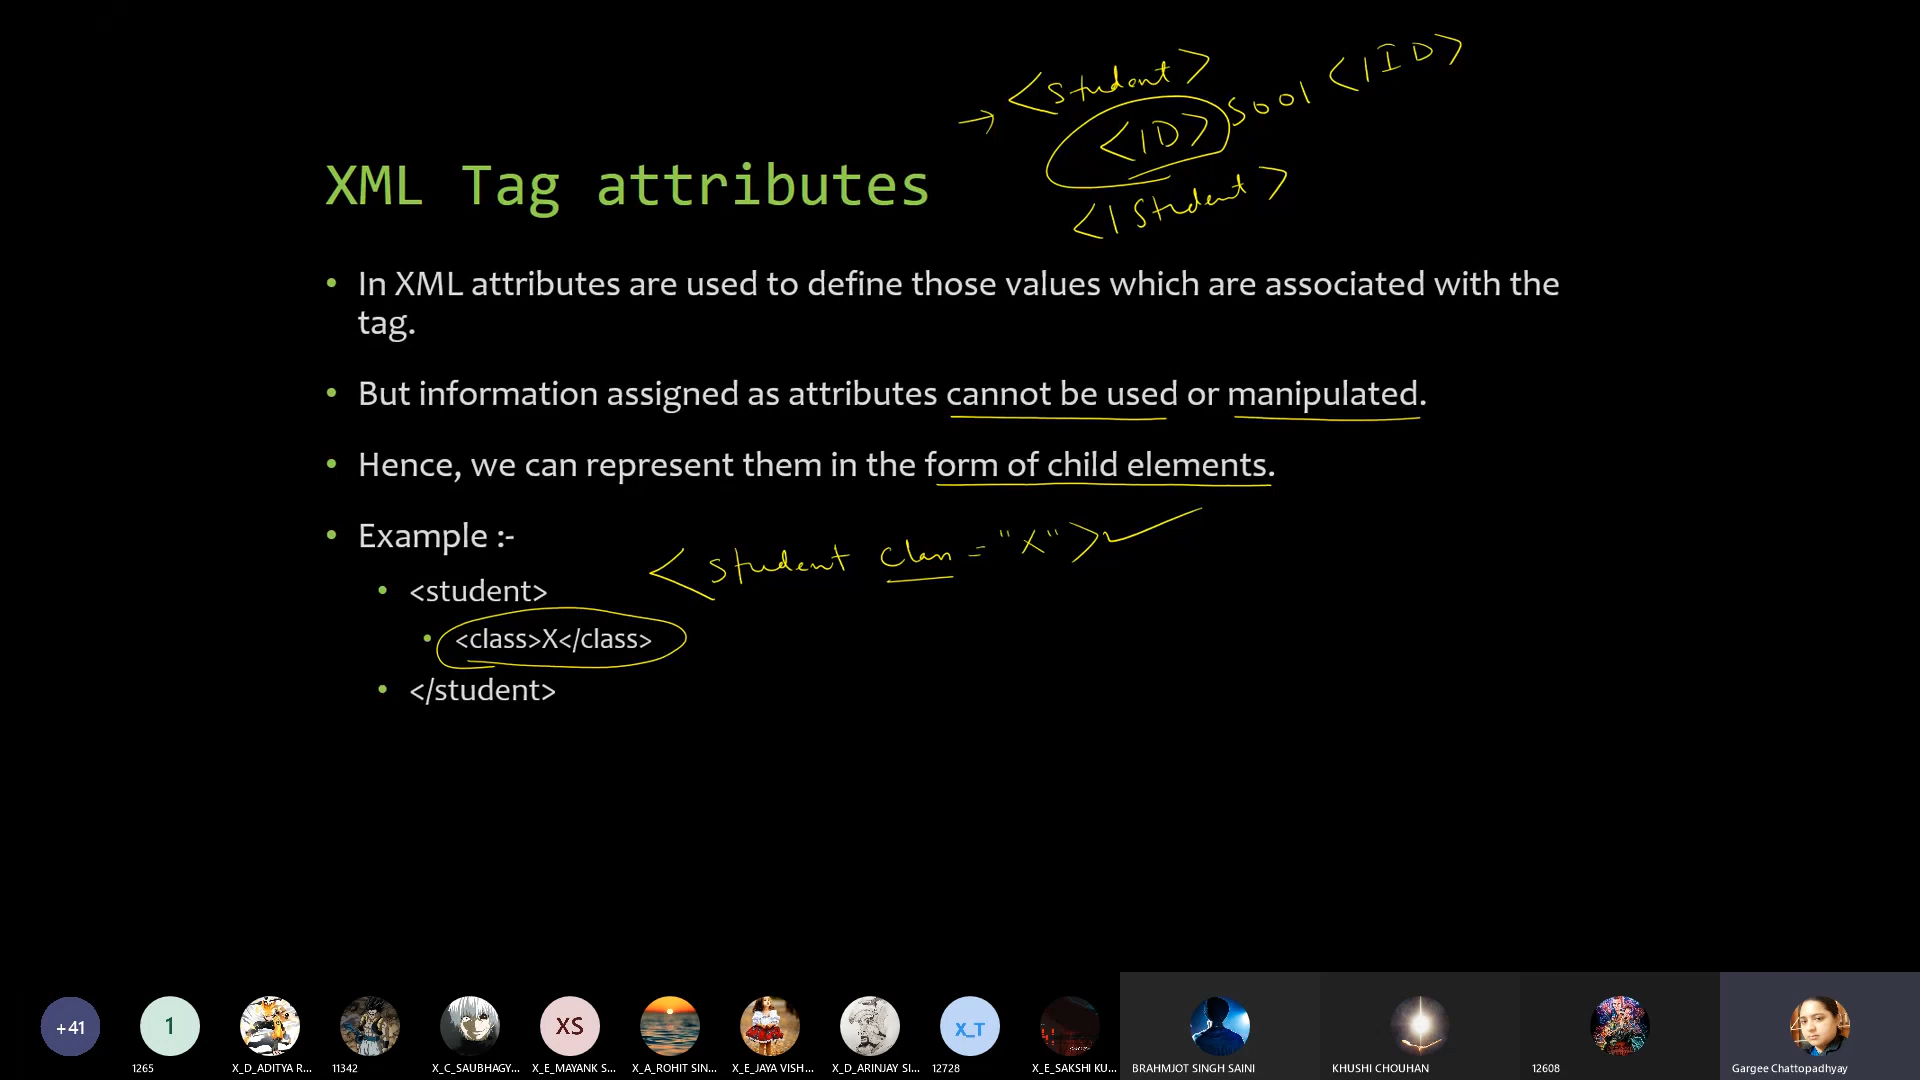 <Student>
<ID> S001 </ID>
</Student>
XML Tag attributes
• In XML attributes are used to define those values which are associated with the
tag.
• But information assigned as attributes cannot be used or manipulated.
• Hence, we can represent them in the form of child elements.
• Example :-
<student class = "X">
• <student>
• <class>X</class>
• </student>
+41
1
XS
X_T
1265
X_D_ADITYA R...
11342
X_C_SAUBHAGY...
X_E_MAYANK S...
X_A_ROHIT SIN...
X_E_JAYA VISH...
X_D_ARINJAY SI...
12728
X_E_SAKSHI KU...
BRAHMJOT SINGH SAINI
KHUSHI CHOUHAN
12608
Gargee Chattopadhyay